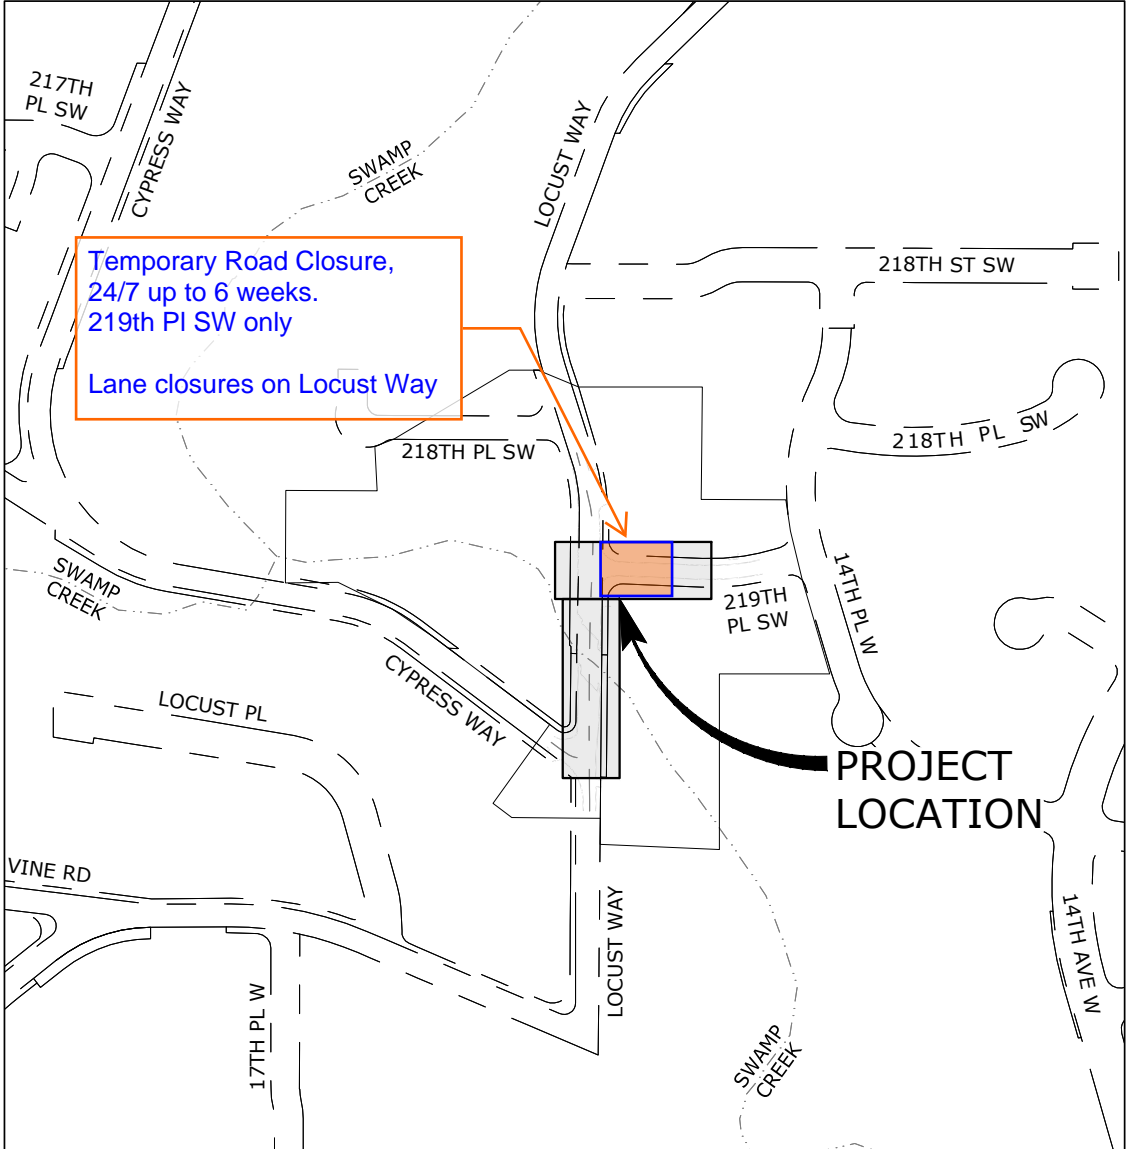 217TH
PL SW
CYPRESS WAY
SWAMP
CREEK
LOCUST WAY
218TH ST SW
Temporary Road Closure,
24/7 up to 6 weeks.
219th Pl SW only
Lane closures on Locust Way
218TH PL SW
218TH PL SW
SWAMP
CREEK
219TH
PL SW
14TH PL W
CYPRESS WAY
LOCUST PL
PROJECT
LOCATION
VINE RD
LOCUST WAY
14TH AVE W
17TH PL W
SWAMP
CREEK